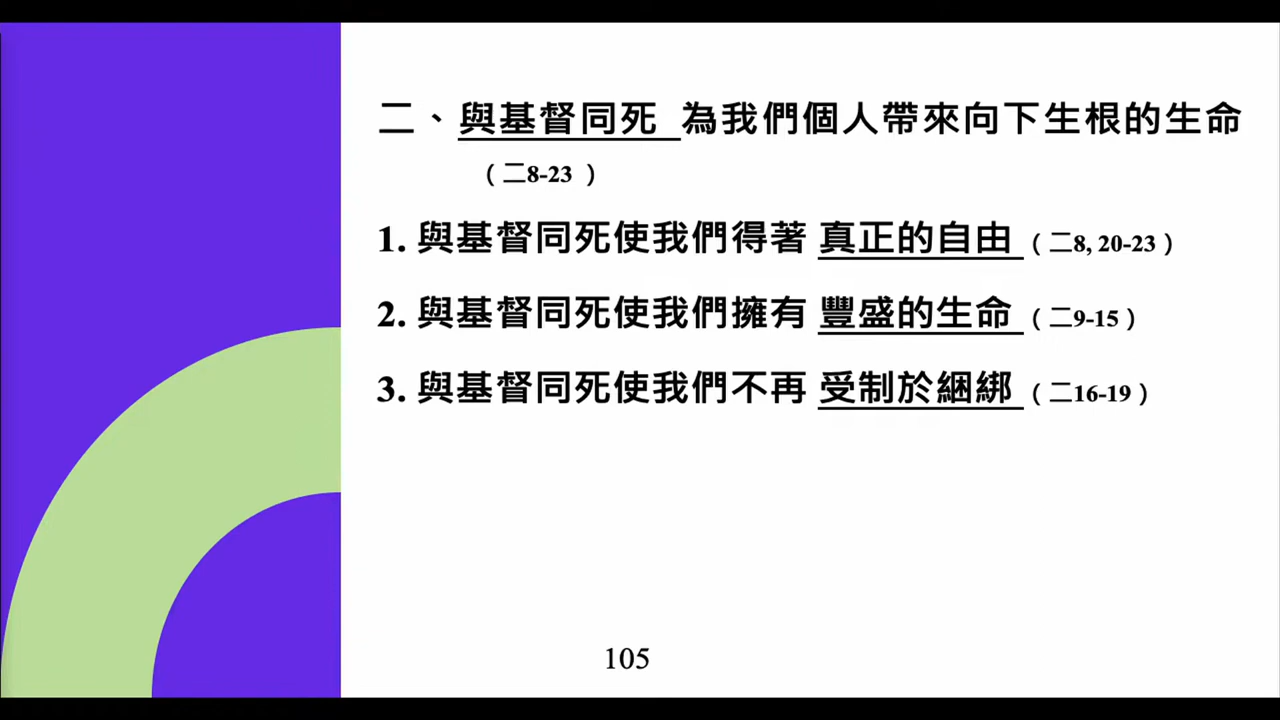 二、與基督同死 為我們個人帶來向下生根的生命
（二8-23 ）
1. 與基督同死使我們得著 真正的自由（二8, 20-23）
2. 與基督同死使我們擁有 豐盛的生命（二9-15）
3. 與基督同死使我們不再 受制於綑綁（二16-19）
105